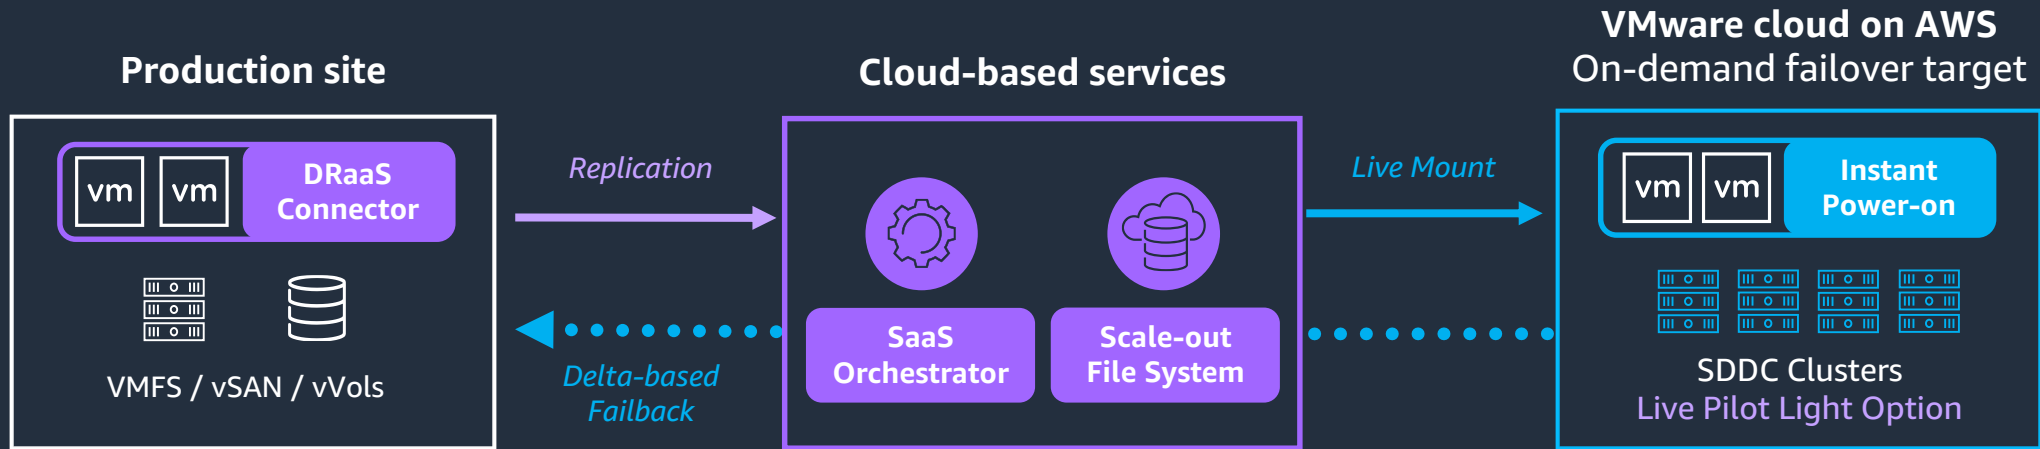 Production site
vm
vm
DRaaS
Connector
VMFS / vSAN / vVols
Replication
Delta-based
Failback
Cloud-based services
SaaS
Orchestrator
Scale-out
File System
Live Mount
VMware cloud on AWS
On-demand failover target
vm
vm
Instant
Power-on
SDDC Clusters
Live Pilot Light Option